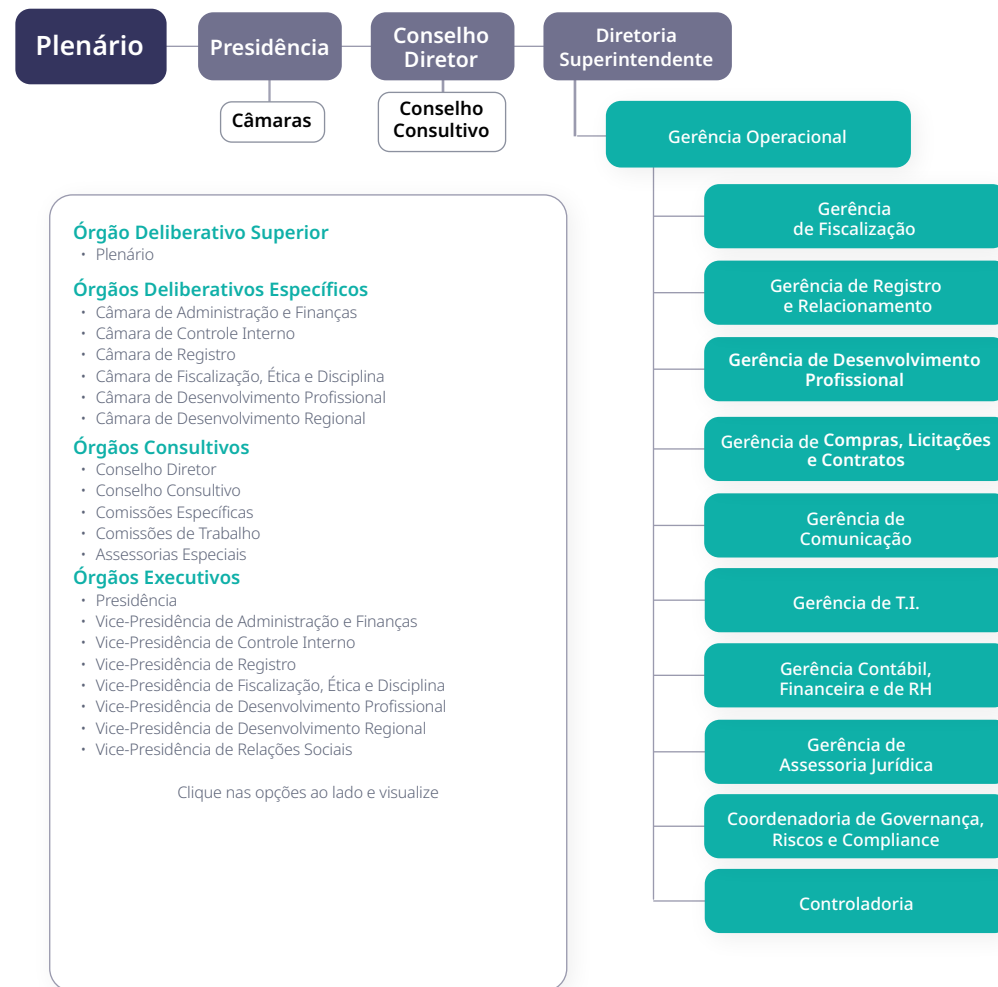 Plenário
Presidência
Conselho
Diretor
Diretoria
Superintendente
Câmaras
Conselho
Consultivo
Gerência Operacional
Órgão Deliberativo Superior
• Plenário
Órgãos Deliberativos Específicos
• Câmara de Administração e Finanças
• Câmara de Controle Interno
• Câmara de Registro
• Câmara de Fiscalização, Ética e Disciplina
• Câmara de Desenvolvimento Profissional
• Câmara de Desenvolvimento Regional
Órgãos Consultivos
• Conselho Diretor
• Conselho Consultivo
• Comissões Específicas
• Comissões de Trabalho
• Assessorias Especiais
Órgãos Executivos
• Presidência
• Vice-Presidência de Administração e Finanças
• Vice-Presidência de Controle Interno
• Vice-Presidência de Registro
• Vice-Presidência de Fiscalização, Ética e Disciplina
• Vice-Presidência de Desenvolvimento Profissional
• Vice-Presidência de Desenvolvimento Regional
• Vice-Presidência de Relações Sociais
Clique nas opções ao lado e visualize
Gerência
de Fiscalização
Gerência de Registro
e Relacionamento
Gerência de Desenvolvimento
Profissional
Gerência de Compras, Licitações
e Contratos
Gerência de
Comunicação
Gerência de T.I.
Gerência Contábil,
Financeira e de RH
Gerência de
Assessoria Jurídica
Coordenadoria de Governança,
Riscos e Compliance
Controladoria